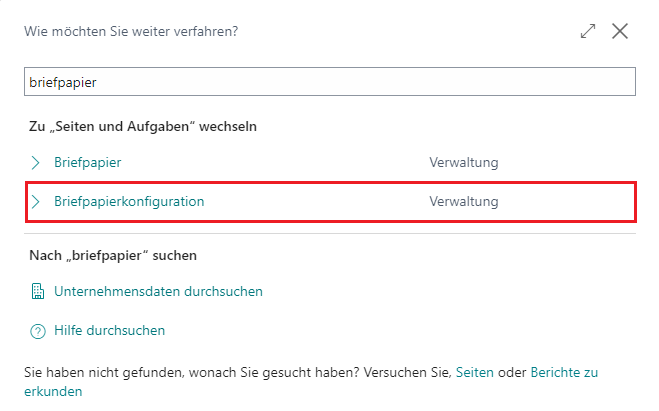 Wie möchten Sie weiter verfahren?
briefpapier
Zu „Seiten und Aufgaben“ wechseln
Briefpapier Verwaltung
Briefpapierkonfiguration Verwaltung
Nach „briefpapier“ suchen
Unternehmensdaten durchsuchen
Hilfe durchsuchen
Sie haben nicht gefunden, wonach Sie gesucht haben? Versuchen Sie, Seiten oder Berichte zu
erkunden